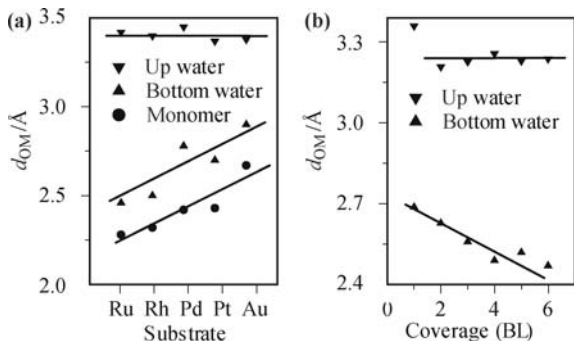 (a)
3.5
3.0
2.5
2.0
d_OM/Å
Up water
Bottom water
Monomer
Ru Rh Pd Pt Au
Substrate
(b)
3.3
3.0
2.7
2.4
d_OM/Å
Up water
Bottom water
0 2 4 6
Coverage (BL)